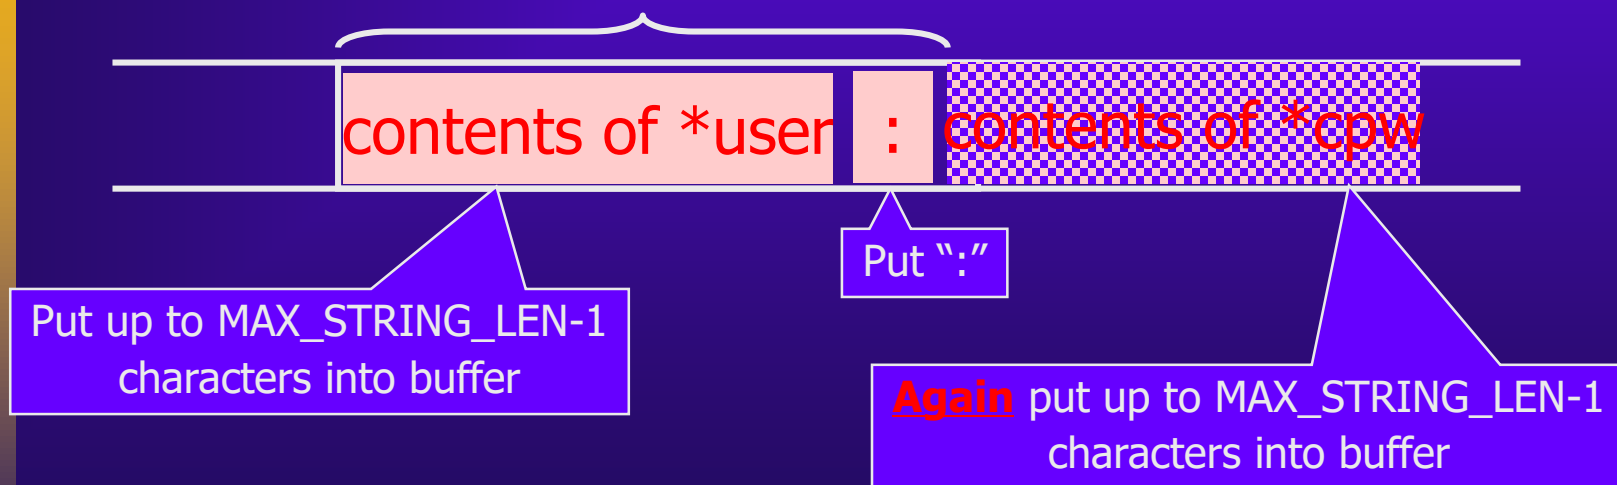 contents of *user : contents of *cpw
Put “:”
Put up to MAX_STRING_LEN-1
characters into buffer
Again put up to MAX_STRING_LEN-1
characters into buffer